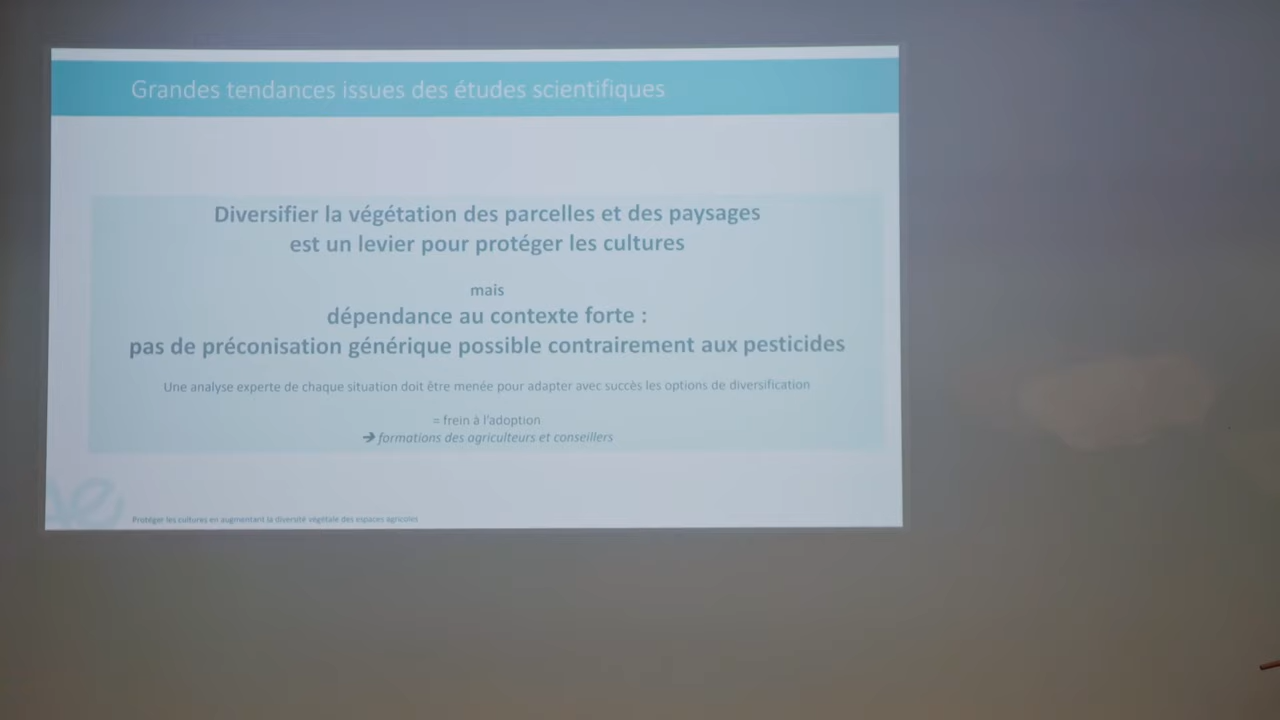 Grandes tendances issues des études scientifiques
Diversifier la végétation des parcelles et des paysages
est un levier pour protéger les cultures
mais
dépendance au contexte forte :
pas de préconisation générique possible contrairement aux pesticides
Une analyse experte de chaque situation doit être menée pour adapter avec succès les options de diversification
= frein à l'adoption
➔ formations des agriculteurs et conseillers
Protéger les cultures en augmentant la diversité végétale des espaces agricoles